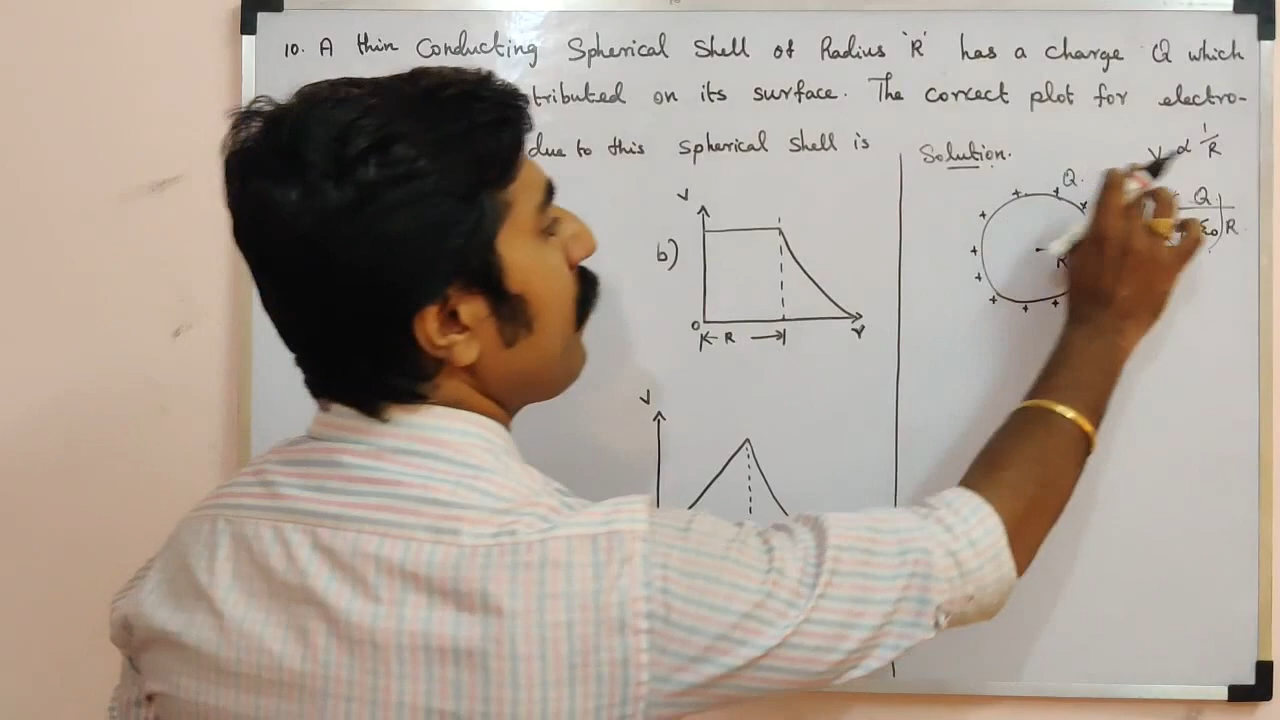 10. A thin Conducting Spherical Shell of Radius 'R' has a charge Q which
tributed on its surface. The correct plot for electro-
due to this spherical shell is
Solution.
V ∝ 1/R
Q.
Q
ε₀ R
R
V
b)
O
R
r
V